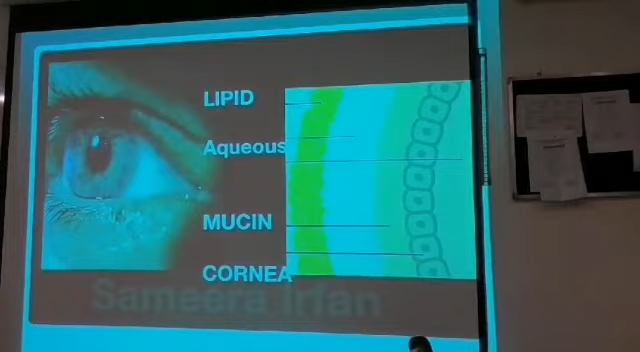 LIPID
Aqueous
MUCIN
CORNEA
Sameera Irfan